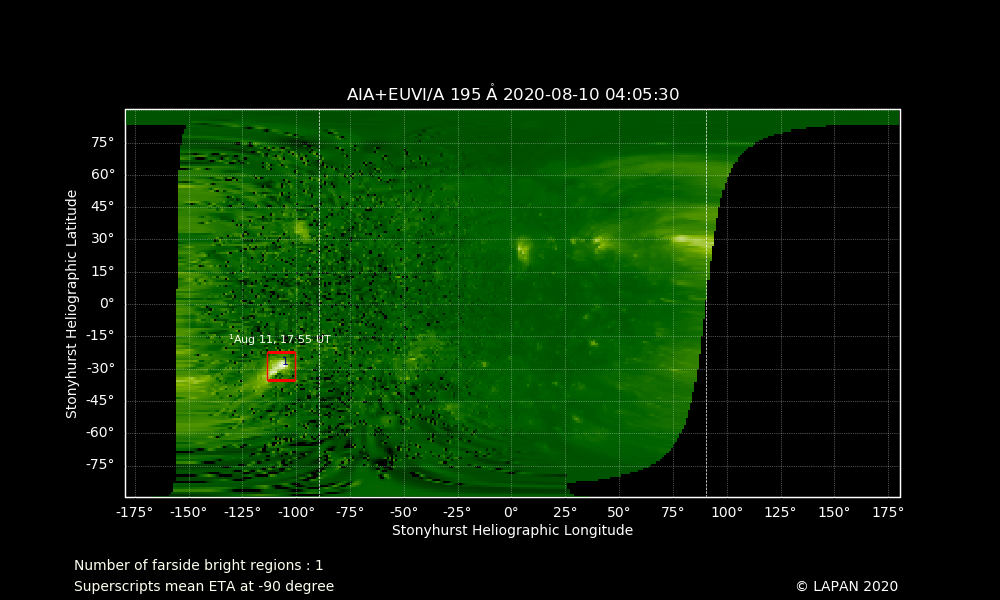 AIA+EUVI/A 195 Å 2020-08-10 04:05:30
Stonyhurst Heliographic Latitude
75°
60°
45°
30°
15°
0°
-15°
-30°
-45°
-60°
-75°
¹Aug 11, 17:55 UT
1
-175° -150° -125° -100° -75° -50° -25° 0° 25° 50° 75° 100° 125° 150° 175°
Stonyhurst Heliographic Longitude
Number of farside bright regions : 1
Superscripts mean ETA at -90 degree
© LAPAN 2020